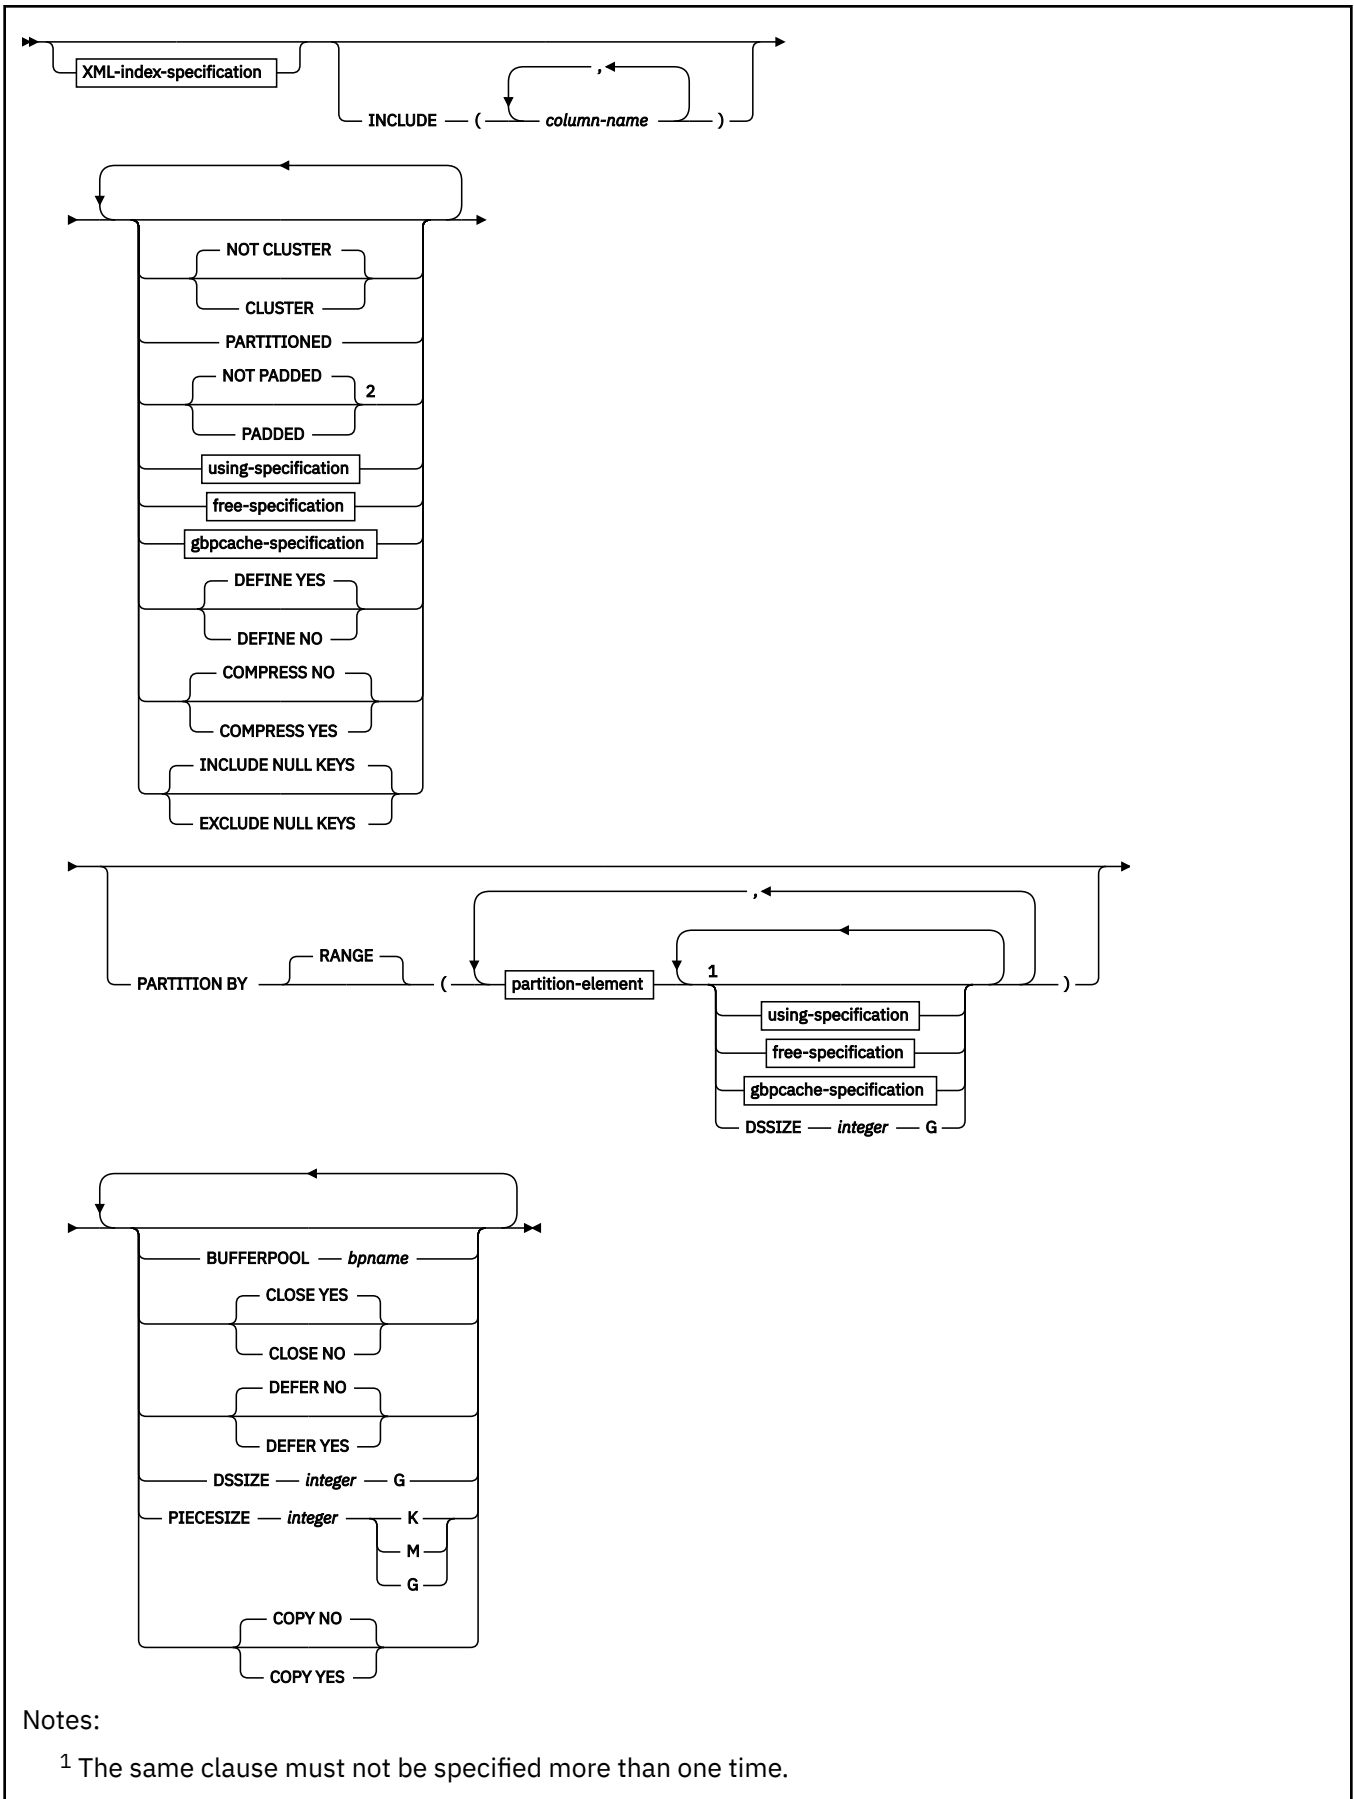 XML-index-specification
,
INCLUDE ( column-name )
NOT CLUSTER
CLUSTER
PARTITIONED
NOT PADDED
2
PADDED
using-specification
free-specification
gbpcache-specification
DEFINE YES
DEFINE NO
COMPRESS NO
COMPRESS YES
INCLUDE NULL KEYS
EXCLUDE NULL KEYS
,
RANGE
1
PARTITION BY ( partition-element )
using-specification
free-specification
gbpcache-specification
DSSIZE integer G
BUFFERPOOL bpname
CLOSE YES
CLOSE NO
DEFER NO
DEFER YES
DSSIZE integer G
PIECESIZE integer K
M
G
COPY NO
COPY YES
Notes:
1 The same clause must not be specified more than one time.